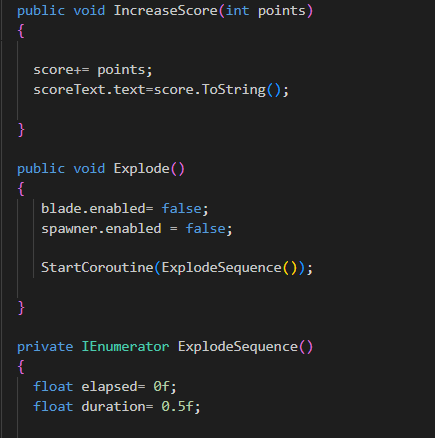 public void IncreaseScore(int points)
{
score+= points;
scoreText.text=score.ToString();
}
public void Explode()
{
blade.enabled= false;
spawner.enabled = false;
StartCoroutine(ExplodeSequence());
}
private IEnumerator ExplodeSequence()
{
float elapsed= 0f;
float duration= 0.5f;